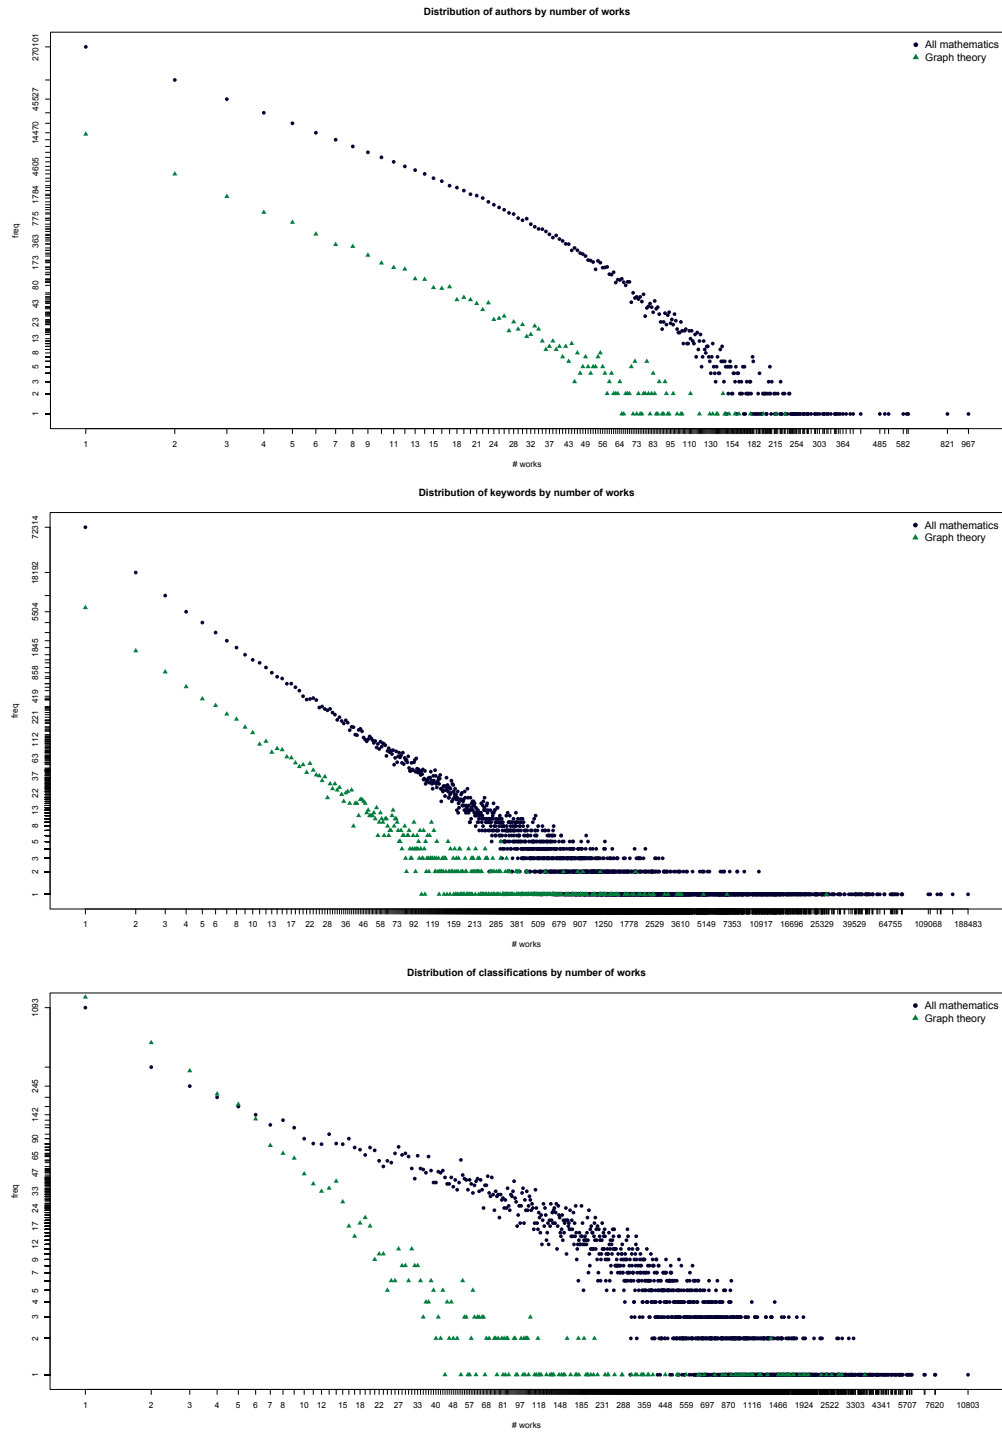 Distribution of authors by number of works
All mathematics
Graph theory
freq
270101
45527
14470
4605
1784
775
363
173
80
43
23
13
8
5
3
2
1
1 2 3 4 5 6 7 8 9 11 13 15 18 21 24 28 32 37 43 49 56 64 73 83 95 110 130 154 182 215 254 303 364 485 582 821 967
# works
Distribution of keywords by number of works
All mathematics
Graph theory
freq
72314
18192
5504
1845
858
419
221
112
63
37
22
13
8
5
3
2
1
1 2 3 4 5 6 8 10 13 17 22 28 36 46 58 73 92 119 159 213 285 381 509 679 907 1250 1778 2529 3610 5149 7353 10917 16696 25329 39529 64755 109068 188483
# works
Distribution of classifications by number of works
All mathematics
Graph theory
freq
1093
245
142
90
65
47
33
24
17
12
9
7
5
4
3
2
1
1 2 3 4 5 6 7 8 10 12 15 18 22 27 33 40 48 57 68 81 97 118 148 185 231 288 359 448 559 697 870 1116 1466 1924 2522 3303 4341 5707 7620 10803
# works